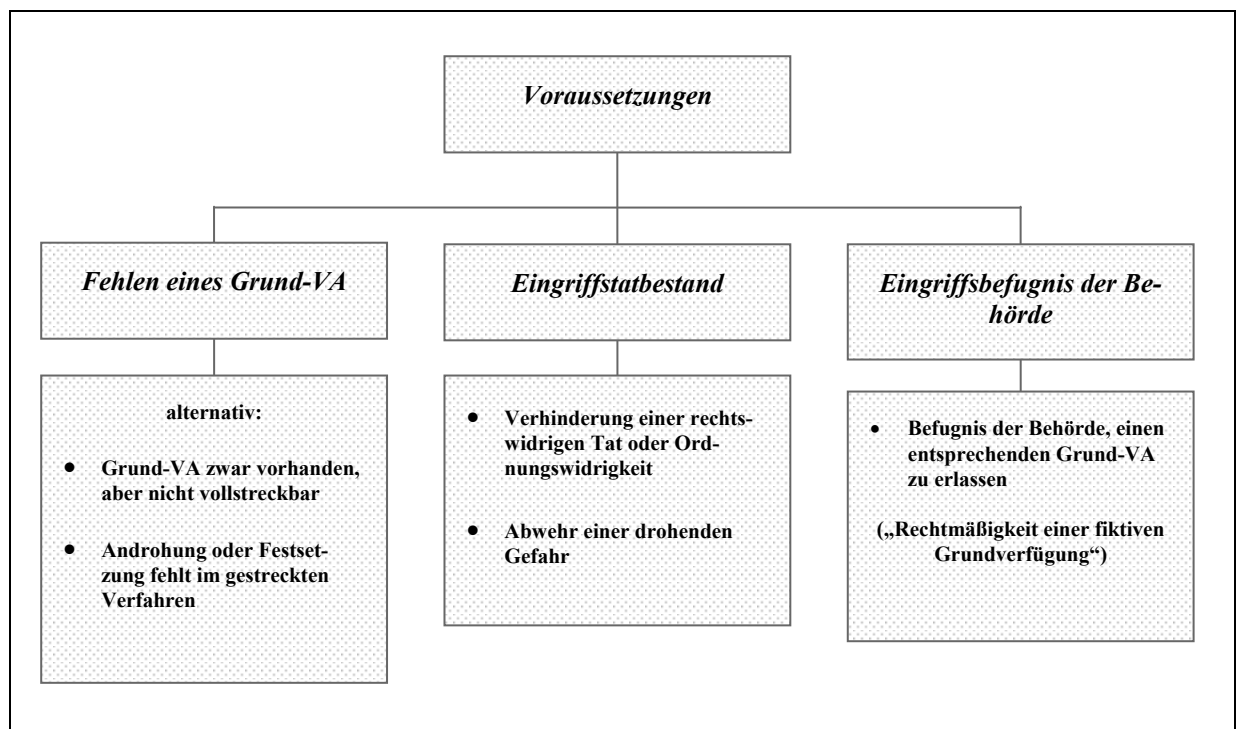 Voraussetzungen
Fehlen eines Grund-VA
alternativ:
• Grund-VA zwar vorhanden,
aber nicht vollstreckbar
• Androhung oder Festset-
zung fehlt im gestreckten
Verfahren
Eingriffstatbestand
• Verhinderung einer rechts-
widrigen Tat oder Ord-
nungswidrigkeit
• Abwehr einer drohenden
Gefahr
Eingriffsbefugnis der Be-
hörde
• Befugnis der Behörde, einen
entsprechenden Grund-VA
zu erlassen
(„Rechtmäßigkeit einer fiktiven
Grundverfügung“)